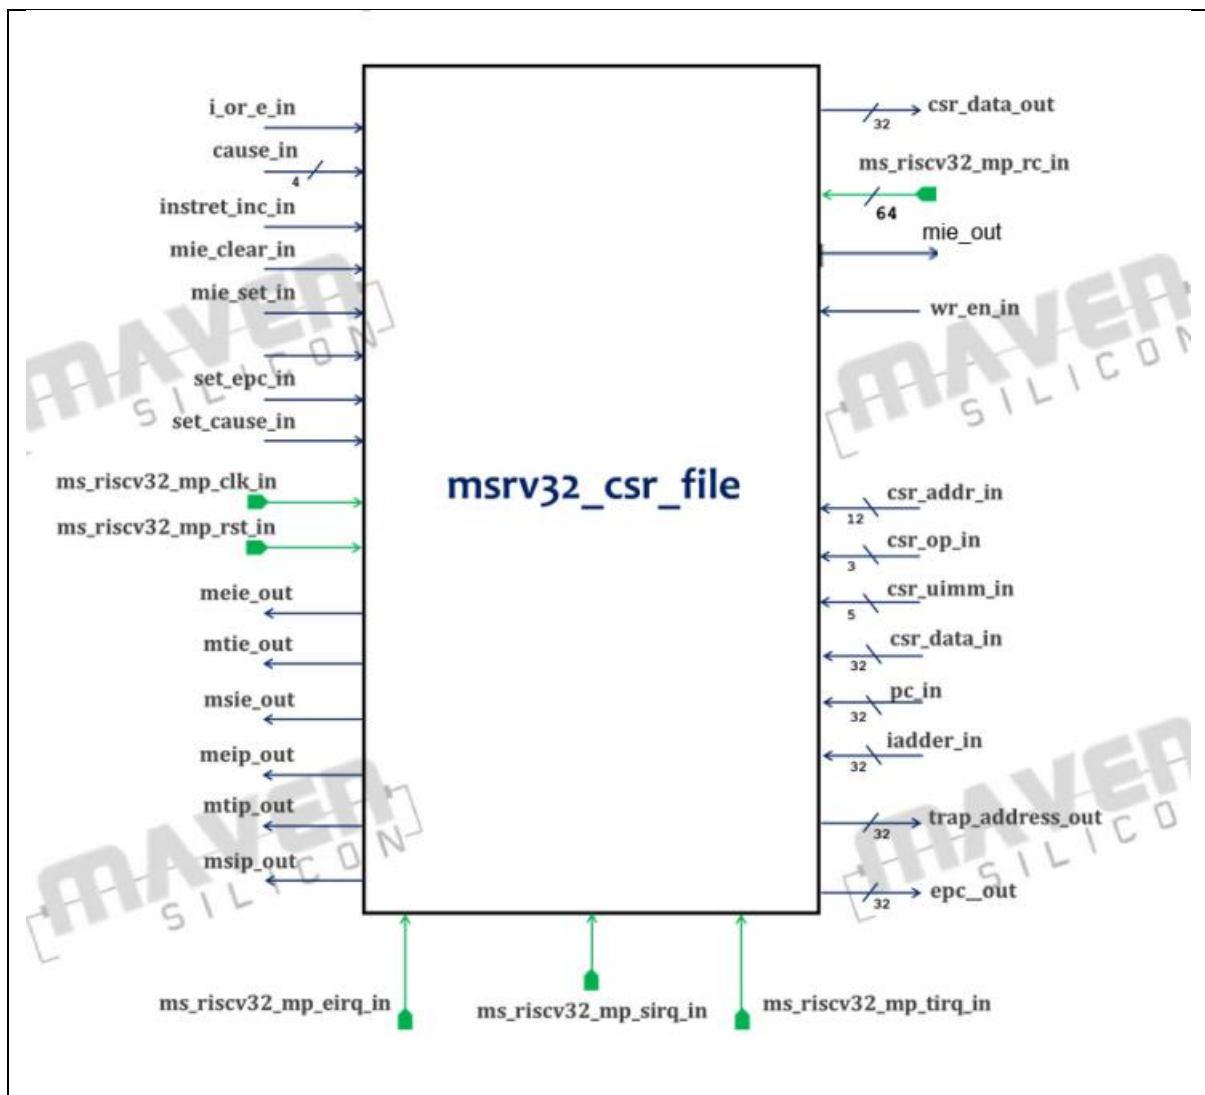 i_or_e_in
cause_in
4
instret_inc_in
mie_clear_in
mie_set_in
set_epc_in
set_cause_in
ms_riscv32_mp_clk_in
ms_riscv32_mp_rst_in
meie_out
mtie_out
msie_out
meip_out
mtip_out
msip_out
msrv32_csr_file
csr_data_out
32
ms_riscv32_mp_rc_in
64
mie_out
wr_en_in
csr_addr_in
12
csr_op_in
3
csr_uimm_in
5
csr_data_in
32
pc_in
32
iadder_in
32
trap_address_out
32
epc__out
32
ms_riscv32_mp_eirq_in
ms_riscv32_mp_sirq_in
ms_riscv32_mp_tirq_in
MAVEN
SILICON
MAVEN
SILICON
MAVEN
SILICON
MAVEN
SILICO